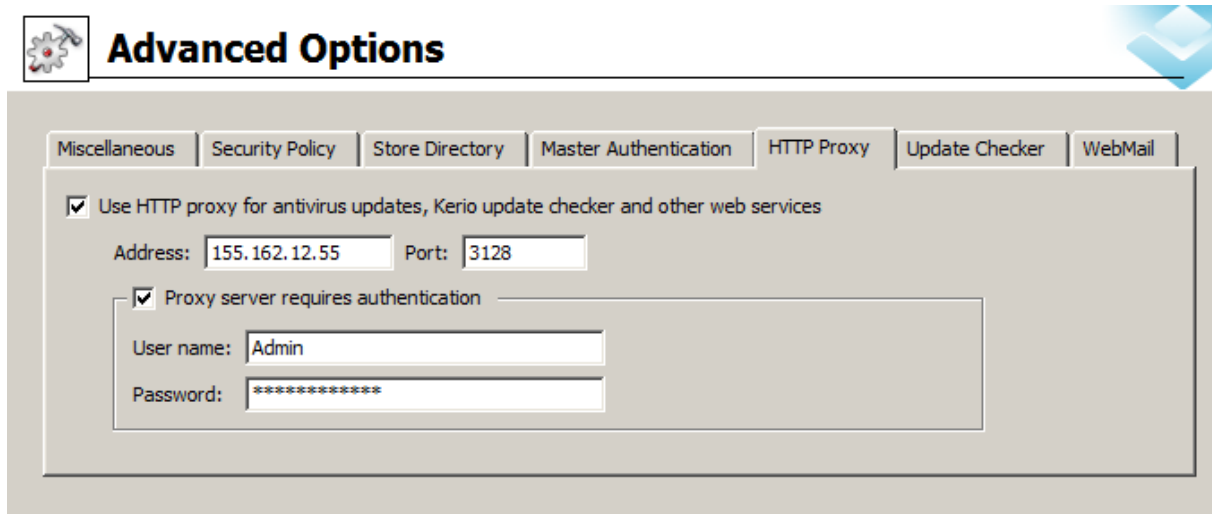 Advanced Options
Miscellaneous Security Policy Store Directory Master Authentication HTTP Proxy Update Checker WebMail
Use HTTP proxy for antivirus updates, Kerio update checker and other web services
Address: 155.162.12.55 Port: 3128
Proxy server requires authentication
User name: Admin
Password: ************